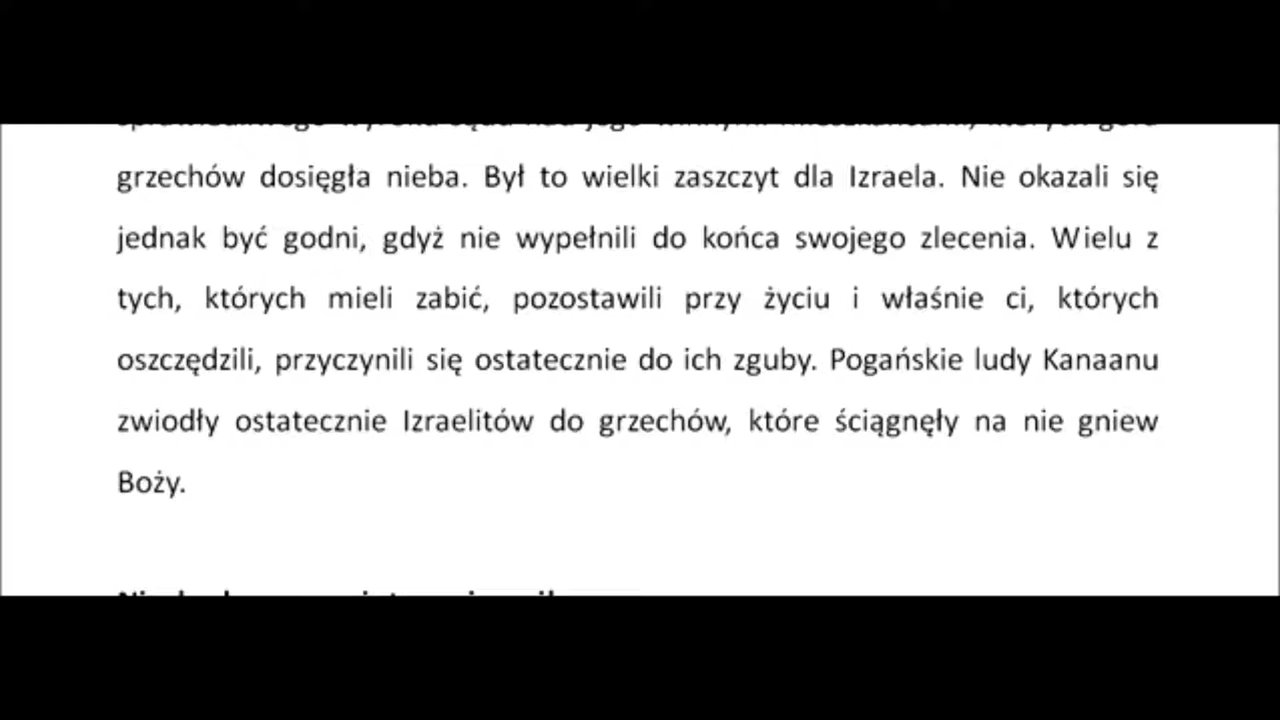 grzechów dosięgła nieba. Był to wielki zaszczyt dla Izraela. Nie okazali się
jednak być godni, gdyż nie wypełnili do końca swojego zlecenia. Wielu z
tych, których mieli zabić, pozostawili przy życiu i właśnie ci, których
oszczędzili, przyczynili się ostatecznie do ich zguby. Pogańskie ludy Kanaanu
zwiodły ostatecznie Izraelitów do grzechów, które ściągnęły na nie gniew
Boży.